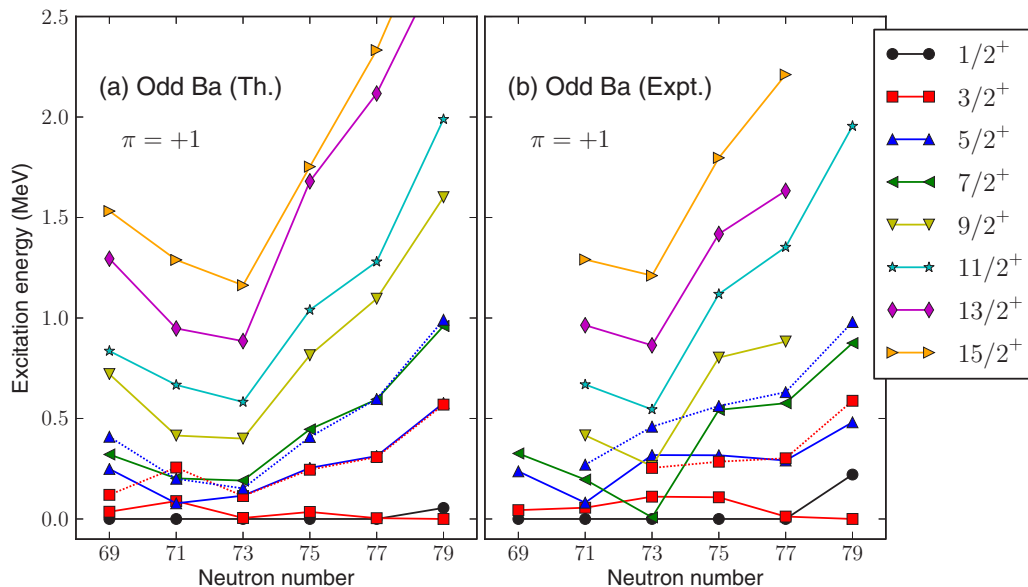 2.5
2.0
1.5
1.0
0.5
0.0
Excitation energy (MeV)
(a) Odd Ba (Th.)
π = +1
69 71 73 75 77 79
Neutron number
(b) Odd Ba (Expt.)
π = +1
69 71 73 75 77 79
Neutron number
1/2⁺
3/2⁺
5/2⁺
7/2⁺
9/2⁺
11/2⁺
13/2⁺
15/2⁺